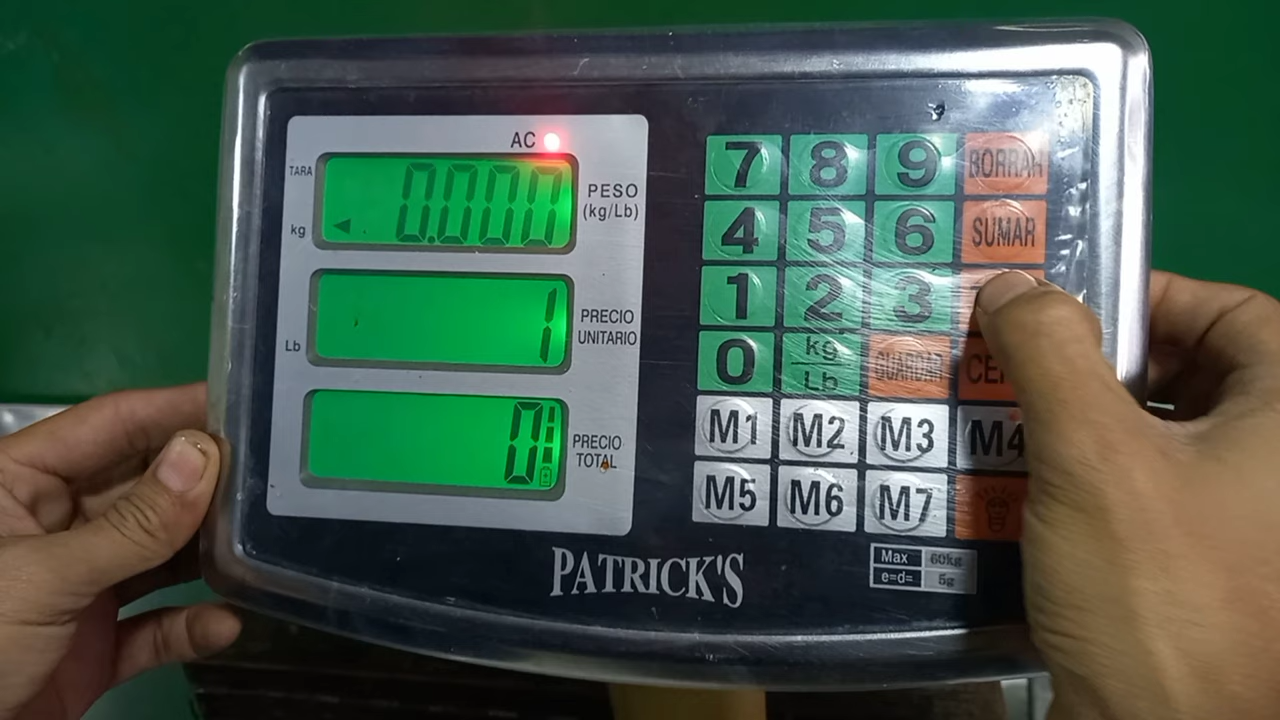 AC
TARA
0.000
PESO
(kg/Lb)
kg
1
PRECIO
UNITARIO
Lb
0
PRECIO
TOTAL
7 8 9 BORRAR
4 5 6 SUMAR
1 2 3
0 kg
Lb GUARDAR
M1 M2 M3 M4
M5 M6 M7
PATRICK'S
Max 60kg
e=d= 5g